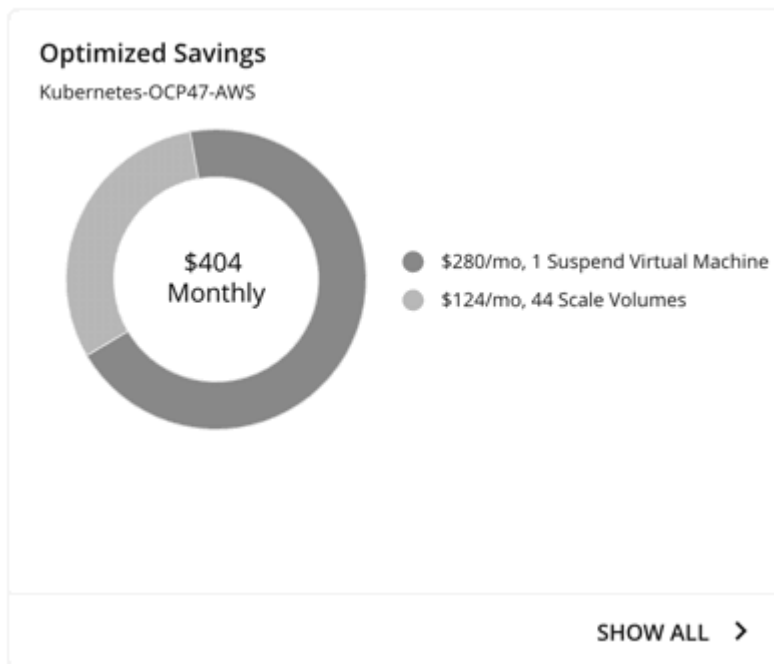 Optimized Savings
Kubernetes-OCP47-AWS
$404
Monthly
$280/mo, 1 Suspend Virtual Machine
$124/mo, 44 Scale Volumes
SHOW ALL